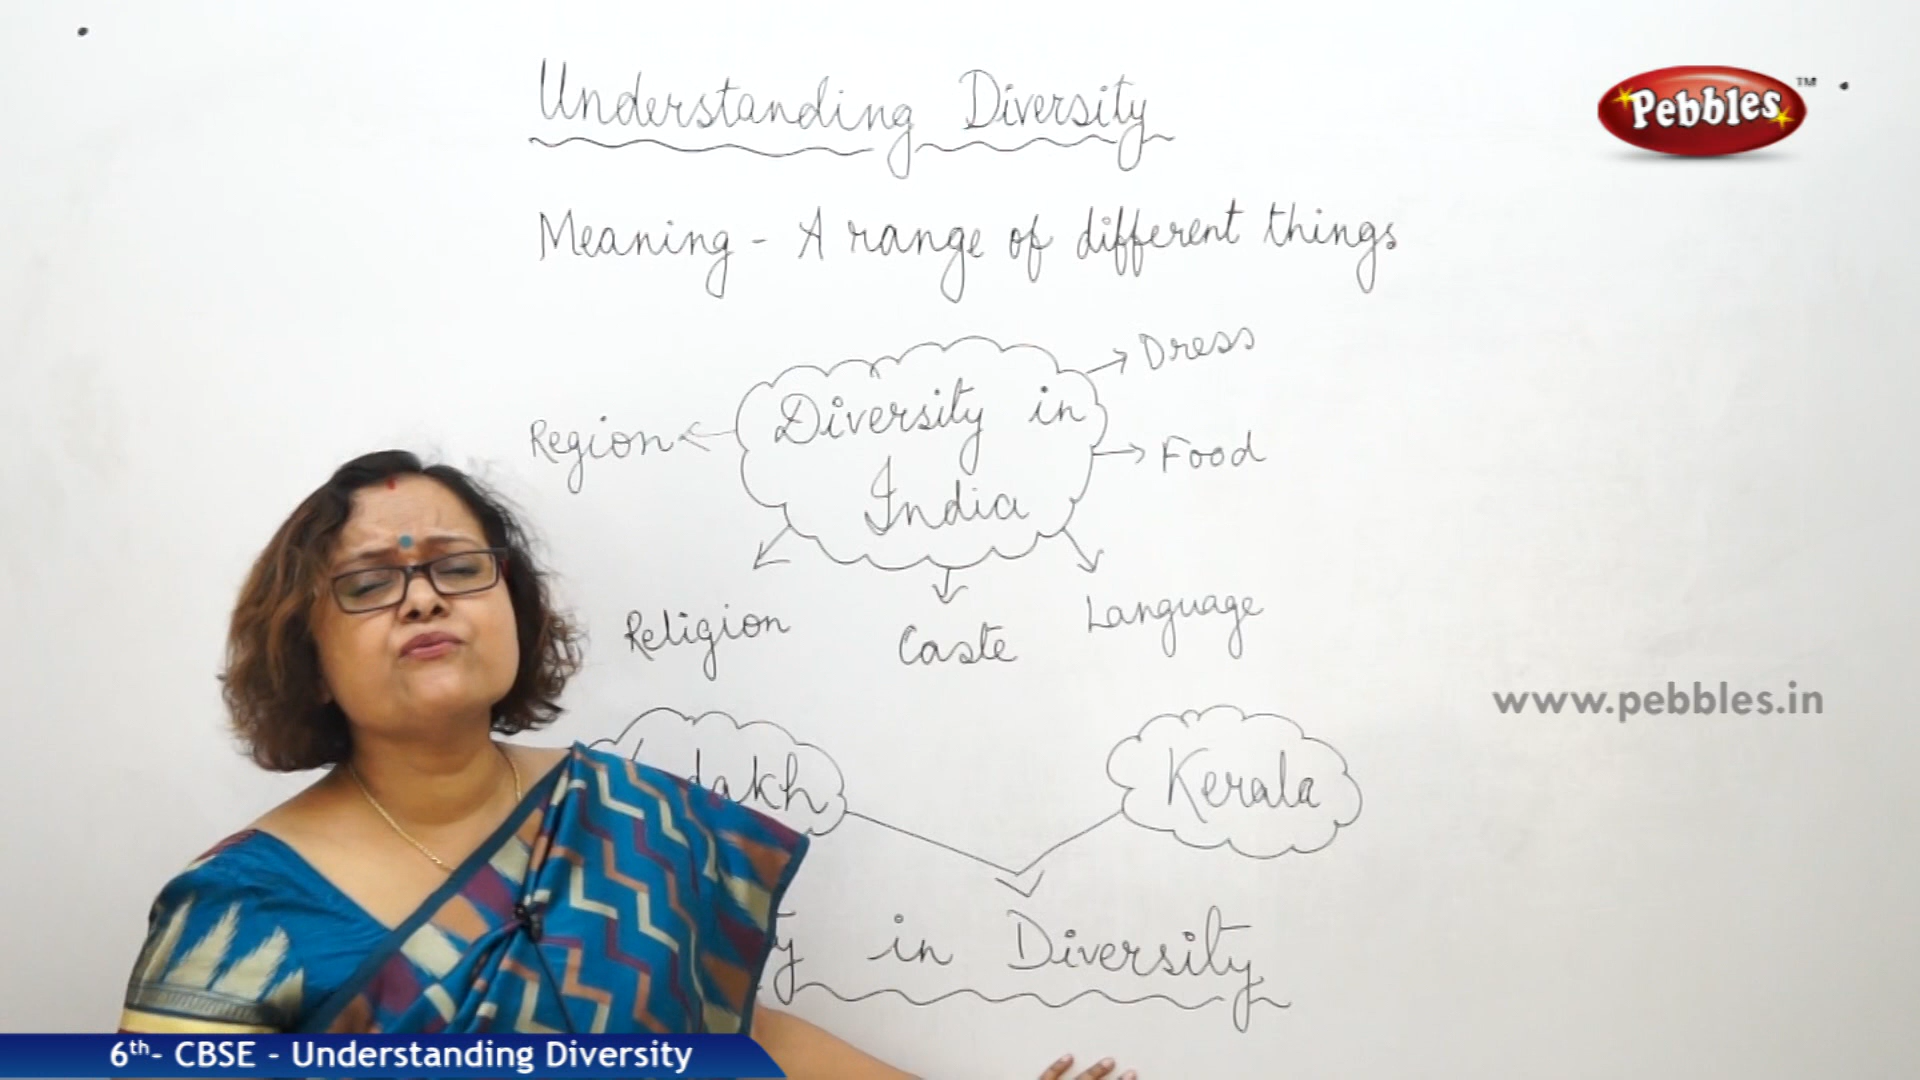 Understanding Diversity
Pebbles™
Meaning - A range of different things
Dress
Diversity in
Region
Food
India
Language
Religion
Caste
www.pebbles.in
Kerala
in Diversity
6th- CBSE - Understanding Diversity